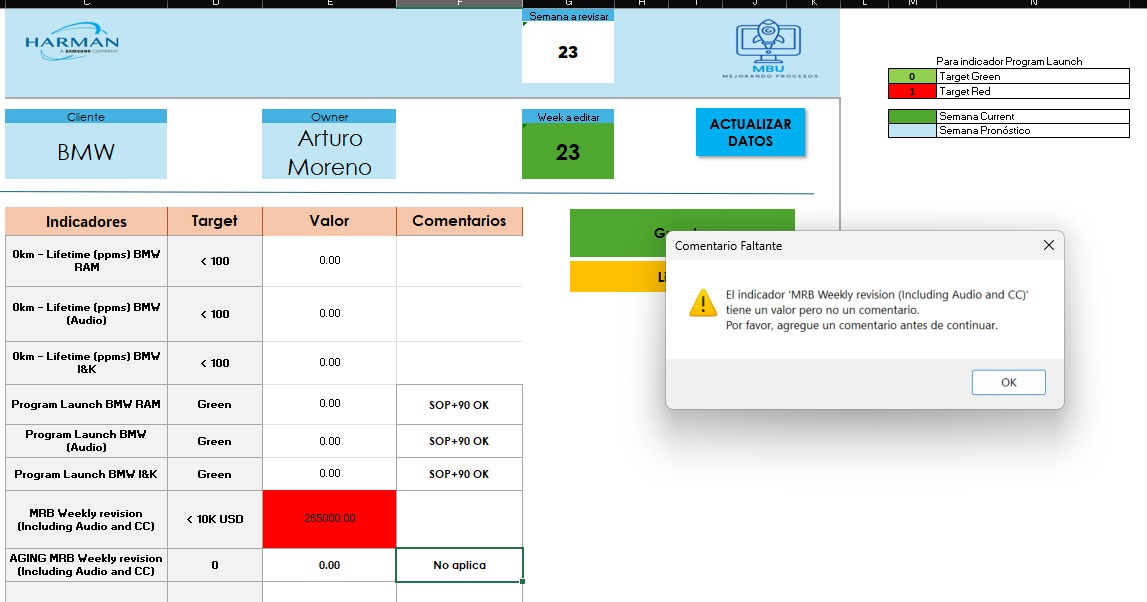 C D E F G H I J K L M N
Semana a revisar
HARMAN
A SAMSUNG COMPANY
23
MBU
MEJORANDO PROCESOS
Para indicador Program Launch
0 Target Green
1 Target Red
Semana Current
Semana Pronóstico
Cliente
BMW
Owner
Arturo
Moreno
Week a editar
23
ACTUALIZAR
DATOS
Indicadores Target Valor Comentarios
0km - Lifetime (ppms) BMW
RAM
< 100 0.00
0km - Lifetime (ppms) BMW
(Audio)
< 100 0.00
0km - Lifetime (ppms) BMW
I&K
< 100 0.00
Program Launch BMW RAM Green 0.00 SOP+90 OK
Program Launch BMW
(Audio)
Green 0.00 SOP+90 OK
Program Launch BMW I&K Green 0.00 SOP+90 OK
MRB Weekly revision
(Including Audio and CC)
< 10K USD 265000.00
AGING MRB Weekly revision
(Including Audio and CC)
0 0.00 No aplica
Comentario Faltante
El indicador 'MRB Weekly revision (Including Audio and CC)'
tiene un valor pero no un comentario.
Por favor, agregue un comentario antes de continuar.
OK